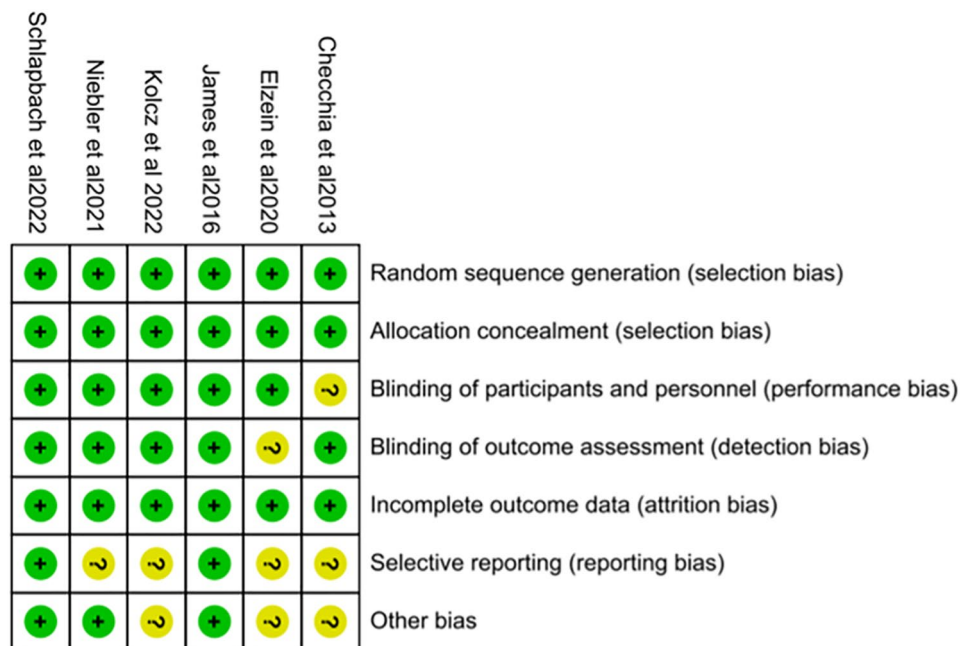 Schlapbach et al2022
Niebler et al2021
Kolcz et al 2022
James et al2016
Elzein et al2020
Checchia et al2013
+ + + + + + Random sequence generation (selection bias)
+ + + + + + Allocation concealment (selection bias)
+ + + + + ? Blinding of participants and personnel (performance bias)
+ + + + ? + Blinding of outcome assessment (detection bias)
+ + + + + + Incomplete outcome data (attrition bias)
+ ? ? + ? ? Selective reporting (reporting bias)
+ + ? + ? ? Other bias